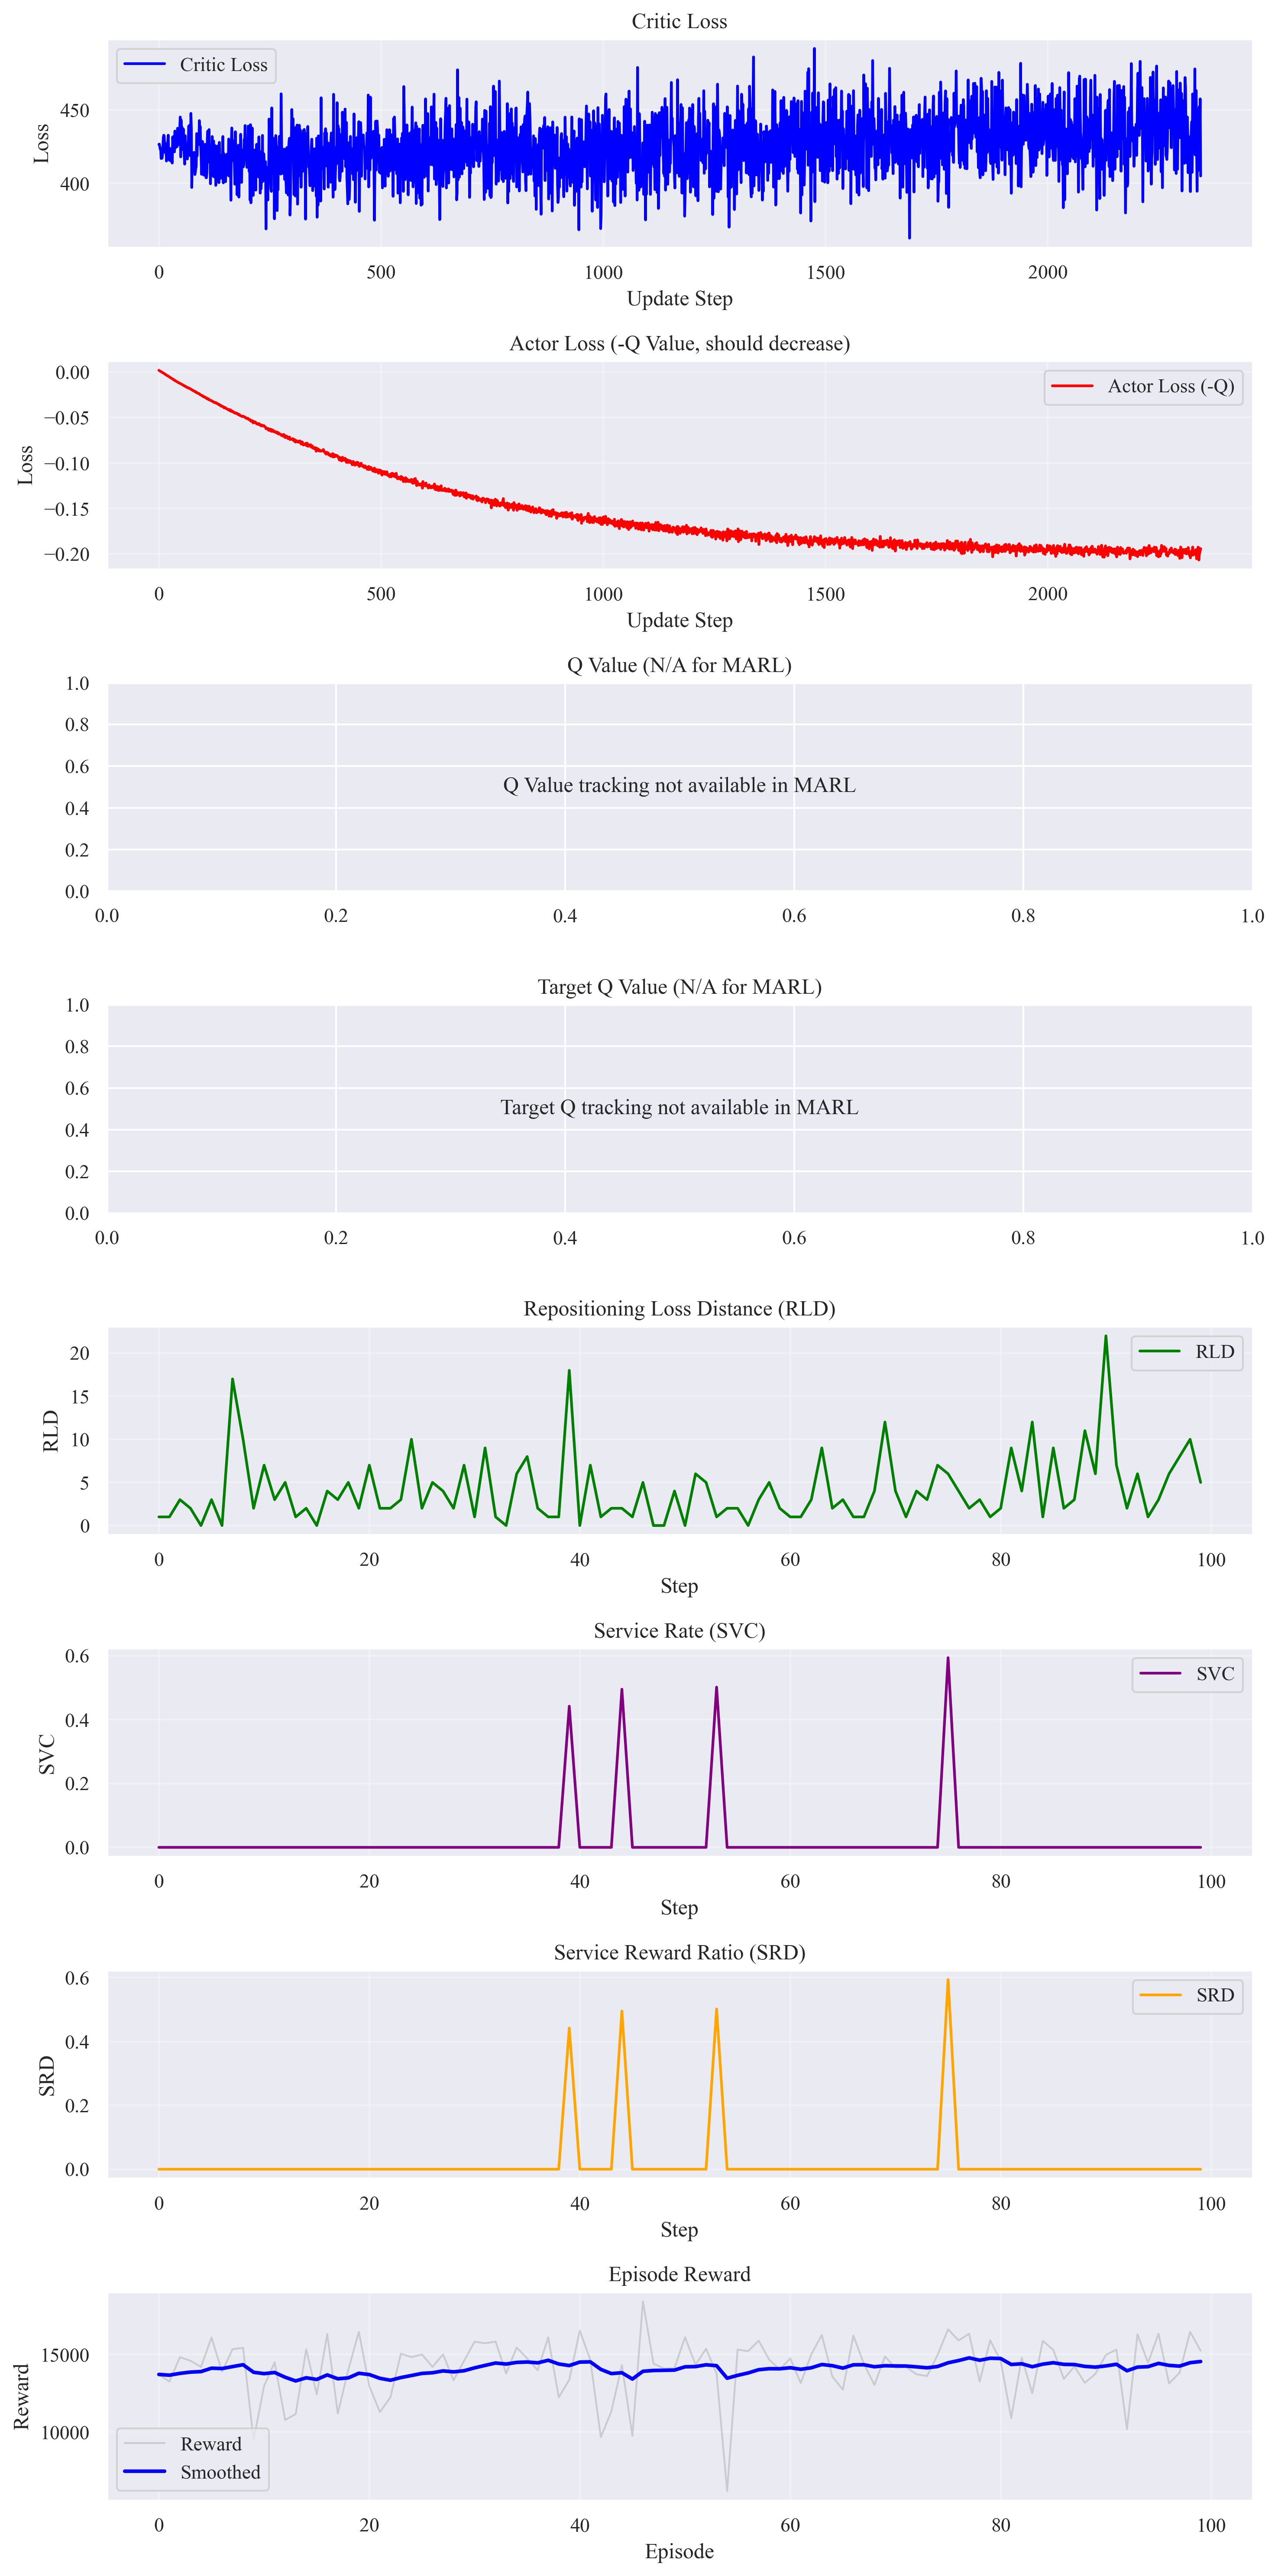 Critic Loss
Critic Loss
450
400
Loss
0 500 1000 1500 2000
Update Step
Actor Loss (-Q Value, should decrease)
Actor Loss (-Q)
0.00
−0.05
−0.10
−0.15
−0.20
Loss
0 500 1000 1500 2000
Update Step
Q Value (N/A for MARL)
1.0
0.8
0.6
Q Value tracking not available in MARL
0.4
0.2
0.0
0.0 0.2 0.4 0.6 0.8 1.0
Target Q Value (N/A for MARL)
1.0
0.8
0.6
Target Q tracking not available in MARL
0.4
0.2
0.0
0.0 0.2 0.4 0.6 0.8 1.0
Repositioning Loss Distance (RLD)
RLD
20
15
10
5
0
RLD
0 20 40 60 80 100
Step
Service Rate (SVC)
SVC
0.6
0.4
0.2
0.0
SVC
0 20 40 60 80 100
Step
Service Reward Ratio (SRD)
SRD
0.6
0.4
0.2
0.0
SRD
0 20 40 60 80 100
Step
Episode Reward
15000
10000
Reward
Reward
Smoothed
0 20 40 60 80 100
Episode